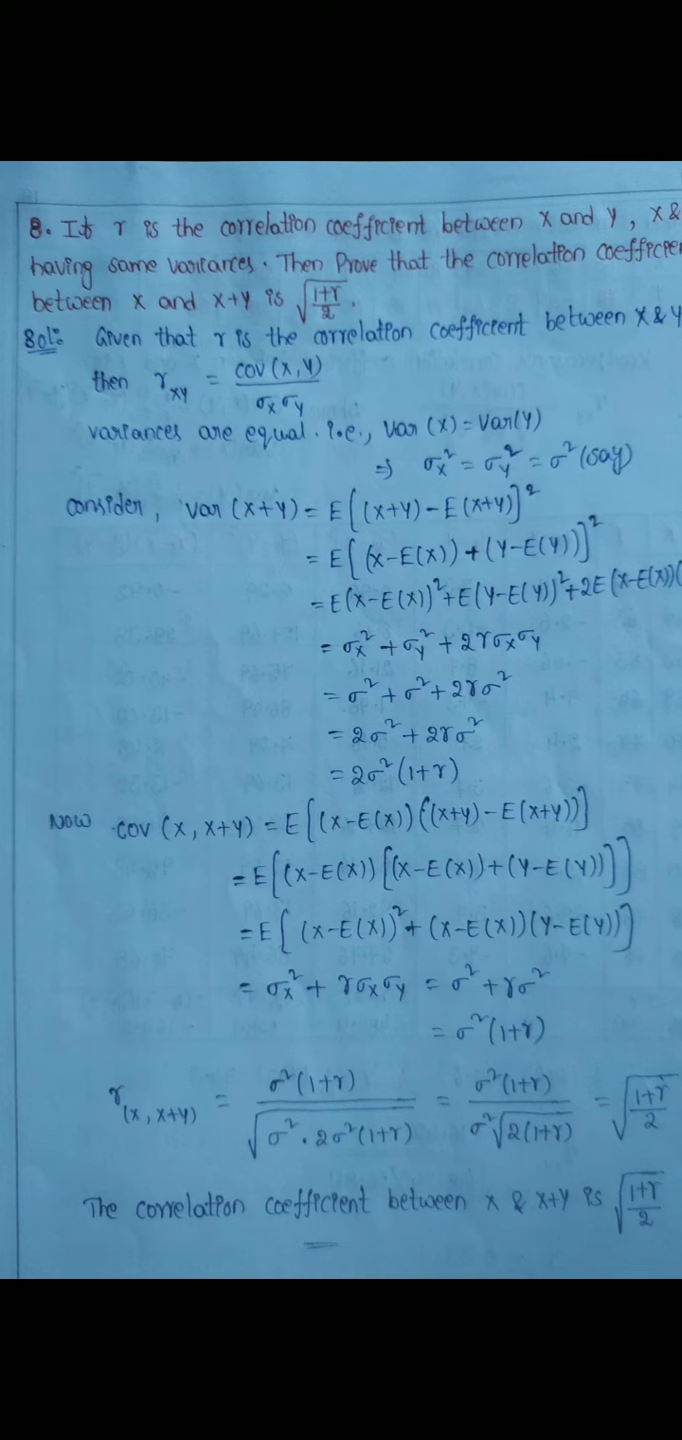 8. If r is the correlation coefficient between x and y, x &
having same variances. Then Prove that the correlation coefficien
between x and x+y is √(1+r/2).
Sol:- Given that r is the correlation coefficient between x & y
then r_xy = cov(x,y)/σ_x σ_y
variances are equal. i.e., var(x) = var(y)
⇒ σ_x² = σ_y² = σ² (say)
consider, var(x+y) = E[(x+y) - E(x+y)]²
= E[(x-E(x)) + (y-E(y))]²
= E(x-E(x))² + E(y-E(y))² + 2E(x-E(x))(
= σ_x² + σ_y² + 2rσ_xσ_y
= σ² + σ² + 2rσ²
= 2σ² + 2rσ²
= 2σ²(1+r)
Now cov(x, x+y) = E[(x-E(x))((x+y) - E(x+y))]
= E[(x-E(x))[(x-E(x)) + (y-E(y))]]
= E[(x-E(x))² + (x-E(x))(y-E(y))]
= σ_x² + rσ_xσ_y = σ² + rσ²
= σ²(1+r)
r_(x, x+y) = σ²(1+r)/√(σ².2σ²(1+r)) = σ²(1+r)/σ²√(2(1+r)) = √(1+r/2)
The correlation coefficient between x & x+y is √(1+r/2)